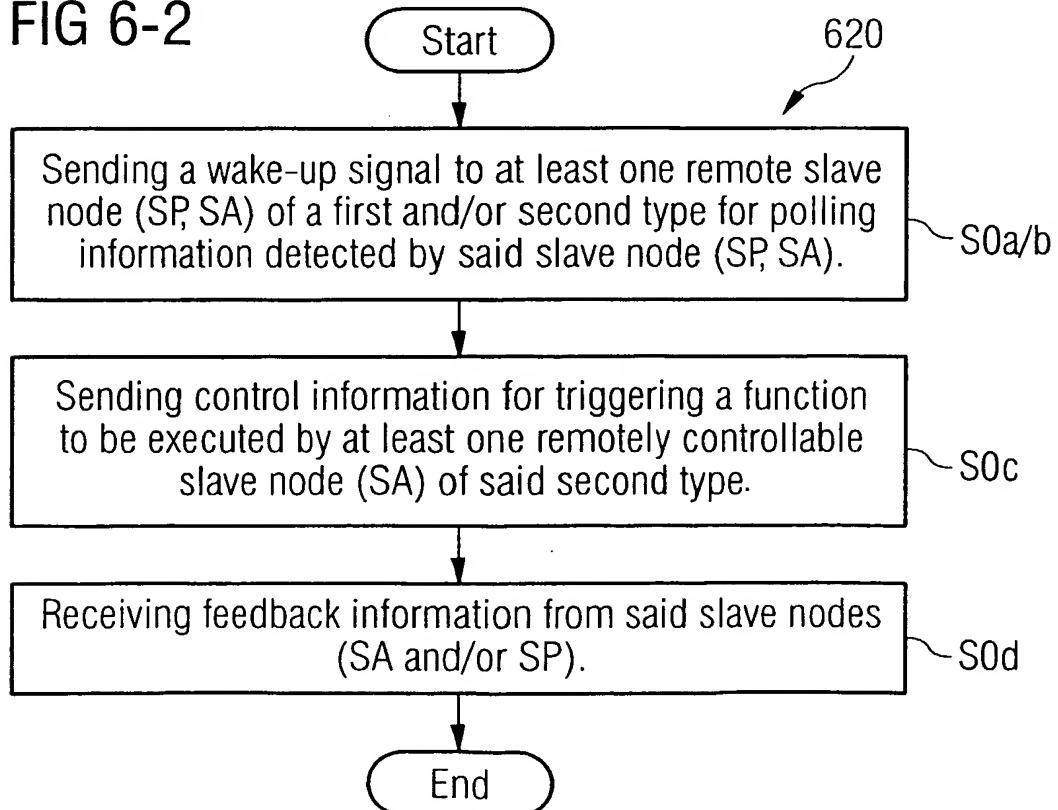 FIG 6-2
Start
620
Sending a wake-up signal to at least one remote slave
node (SP, SA) of a first and/or second type for polling
information detected by said slave node (SP, SA).
S0a/b
Sending control information for triggering a function
to be executed by at least one remotely controllable
slave node (SA) of said second type.
S0c
Receiving feedback information from said slave nodes
(SA and/or SP).
S0d
End